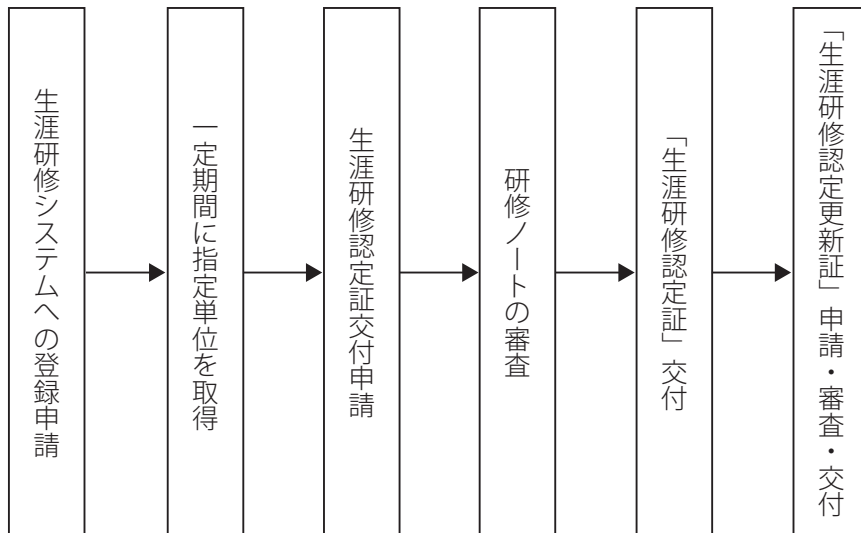 生涯研修システムへの登録申請
一定期間に指定単位を取得
生涯研修認定証交付申請
研修ノートの審査
「生涯研修認定証」交付
「生涯研修認定更新証」申請・審査・交付